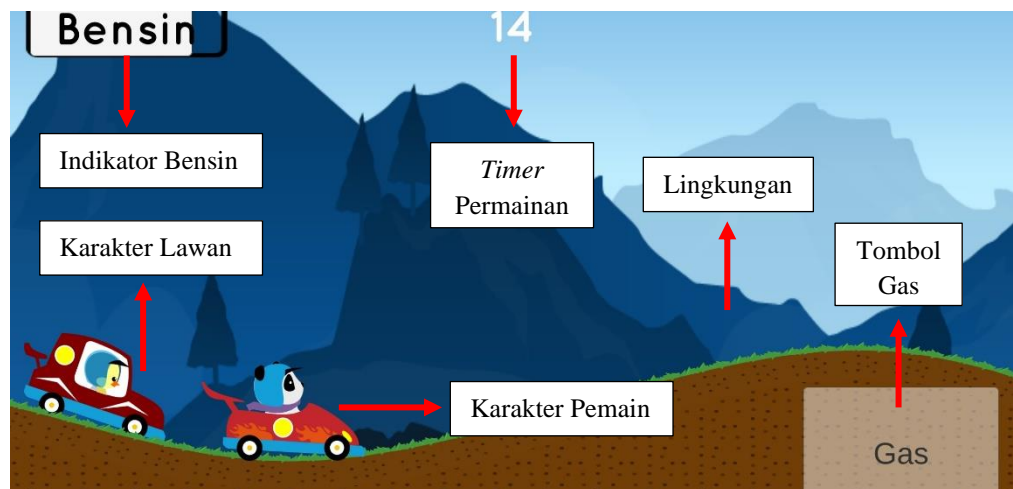 Bensin
14
Indikator Bensin
Timer
Permainan
Lingkungan
Karakter Lawan
Tombol
Gas
Karakter Pemain
Gas